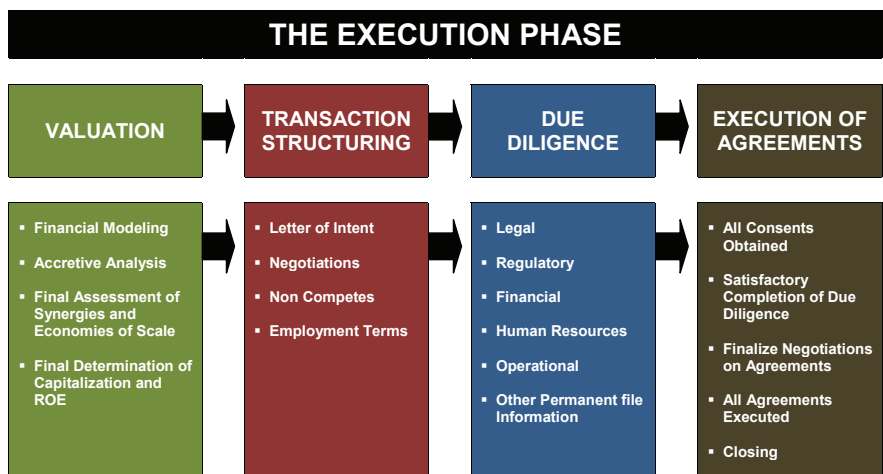 THE EXECUTION PHASE
VALUATION
TRANSACTION
STRUCTURING
DUE
DILIGENCE
EXECUTION OF
AGREEMENTS
▪ Financial Modeling
▪ Accretive Analysis
▪ Final Assessment of
Synergies and
Economies of Scale
▪ Final Determination of
Capitalization and
ROE
▪ Letter of Intent
▪ Negotiations
▪ Non Competes
▪ Employment Terms
▪ Legal
▪ Regulatory
▪ Financial
▪ Human Resources
▪ Operational
▪ Other Permanent file
Information
▪ All Consents
Obtained
▪ Satisfactory
Completion of Due
Diligence
▪ Finalize Negotiations
on Agreements
▪ All Agreements
Executed
▪ Closing